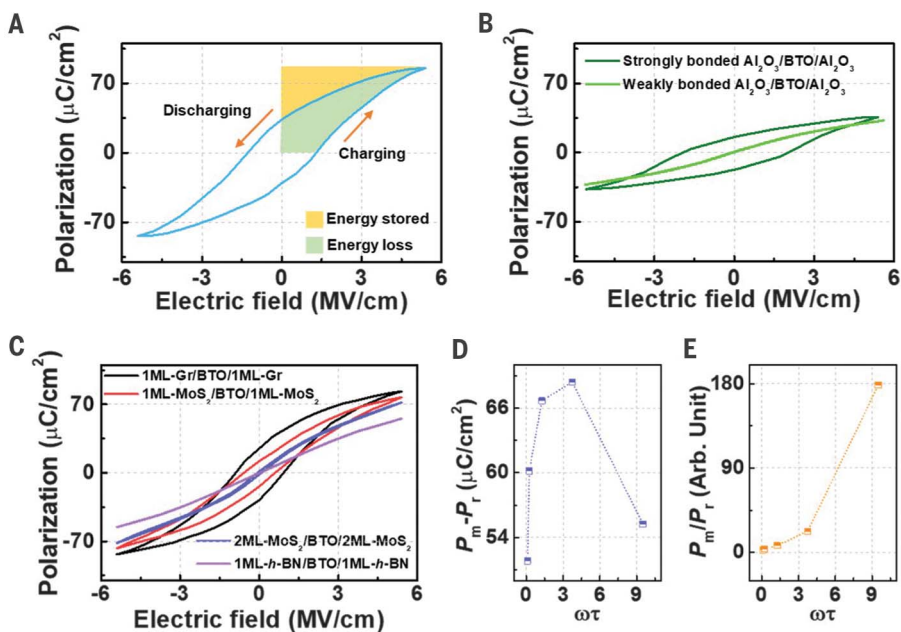 A
Polarization (μC/cm²)
70
0
-70
Discharging
Charging
Energy stored
Energy loss
-6
-3
0
3
6
Electric field (MV/cm)
B
Polarization (μC/cm²)
70
0
-70
Strongly bonded Al₂O₃/BTO/Al₂O₃
Weakly bonded Al₂O₃/BTO/Al₂O₃
-6
-3
0
3
6
Electric field (MV/cm)
C
Polarization (μC/cm²)
70
0
-70
1ML-Gr/BTO/1ML-Gr
1ML-MoS₂/BTO/1ML-MoS₂
2ML-MoS₂/BTO/2ML-MoS₂
1ML-h-BN/BTO/1ML-h-BN
-6
-3
0
3
6
Electric field (MV/cm)
D
Pm-Pr (μC/cm²)
66
60
54
0
3
6
9
ωτ
E
Pm/Pr (Arb. Unit)
180
90
0
0
3
6
9
ωτ